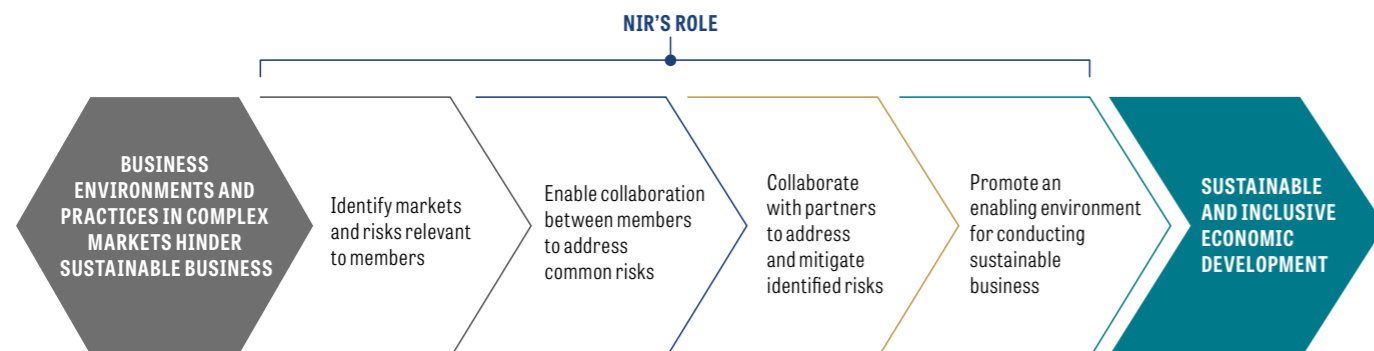 NIR'S ROLE
BUSINESS
ENVIRONMENTS AND
PRACTICES IN COMPLEX
MARKETS HINDER
SUSTAINABLE BUSINESS
Identify markets
and risks relevant
to members
Enable collaboration
between members
to address
common risks
Collaborate
with partners
to address
and mitigate
identified risks
Promote an
enabling environment
for conducting
sustainable
business
SUSTAINABLE
AND INCLUSIVE
ECONOMIC
DEVELOPMENT